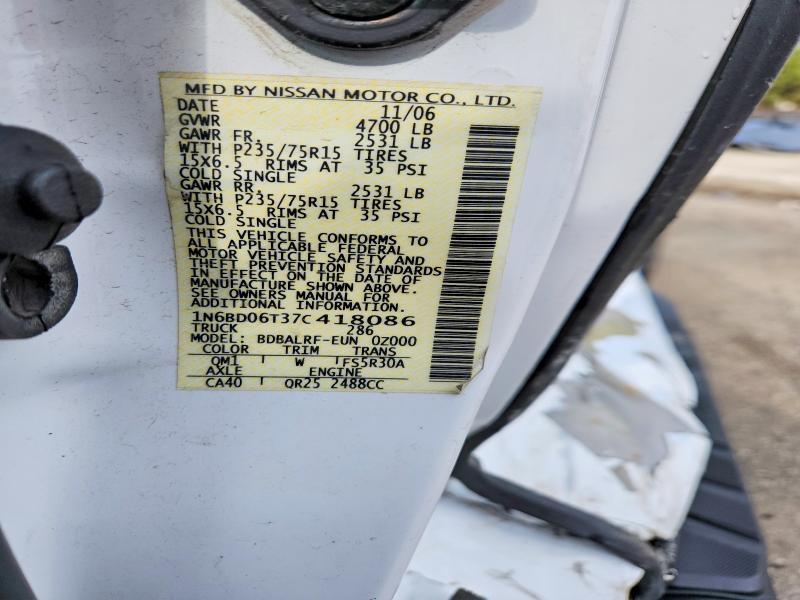 MFD BY NISSAN MOTOR CO., LTD.
DATE 11/06
GVWR 4700 LB
GAWR FR. 2531 LB
WITH P235/75R15 TIRES
15X6.5 RIMS AT 35 PSI
COLD SINGLE
GAWR RR. 2531 LB
WITH P235/75R15 TIRES
15X6.5 RIMS AT 35 PSI
COLD SINGLE
THIS VEHICLE CONFORMS TO
ALL APPLICABLE FEDERAL
MOTOR VEHICLE SAFETY AND
THEFT PREVENTION STANDARDS
IN EFFECT ON THE DATE OF
MANUFACTURE SHOWN ABOVE.
SEE OWNERS MANUAL FOR
ADDITIONAL INFORMATION.
1N6BD06T37C418086
TRUCK 286
MODEL: BDBALRF-EUN 0Z000
COLOR TRIM TRANS
QM1 W FS5R30A
AXLE ENGINE
CA40 QR25 2488CC